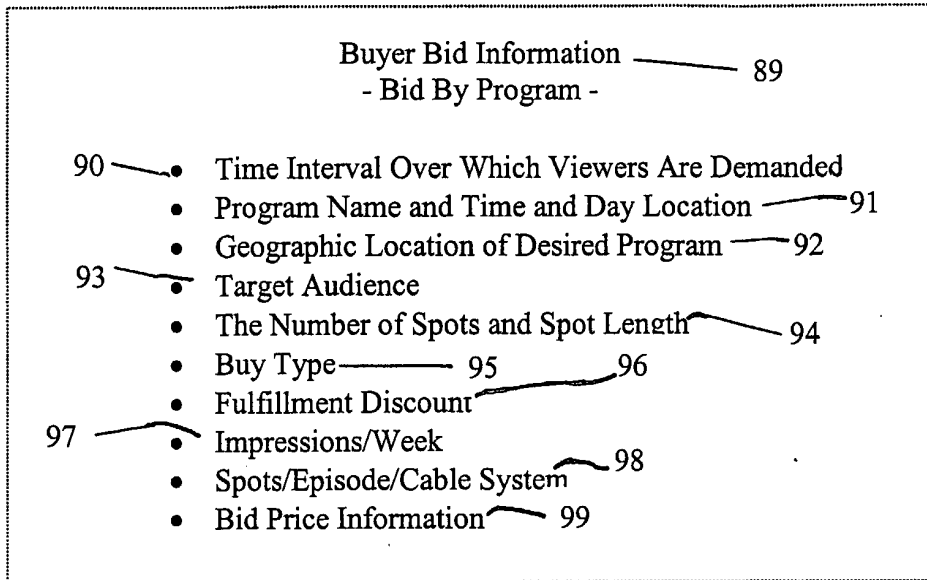 Buyer Bid Information 89
- Bid By Program -
90 • Time Interval Over Which Viewers Are Demanded
• Program Name and Time and Day Location 91
• Geographic Location of Desired Program 92
93 • Target Audience
• The Number of Spots and Spot Length 94
• Buy Type 95
• Fulfillment Discount 96
97 • Impressions/Week
• Spots/Episode/Cable System 98
• Bid Price Information 99